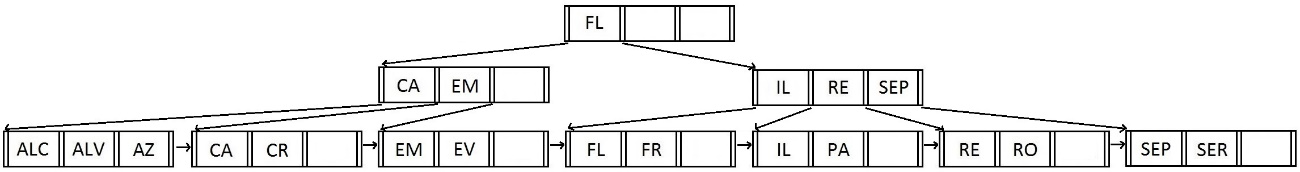 FL
CA EM
IL RE SEP
ALC ALV AZ
CA CR
EM EV
FL FR
IL PA
RE RO
SEP SER